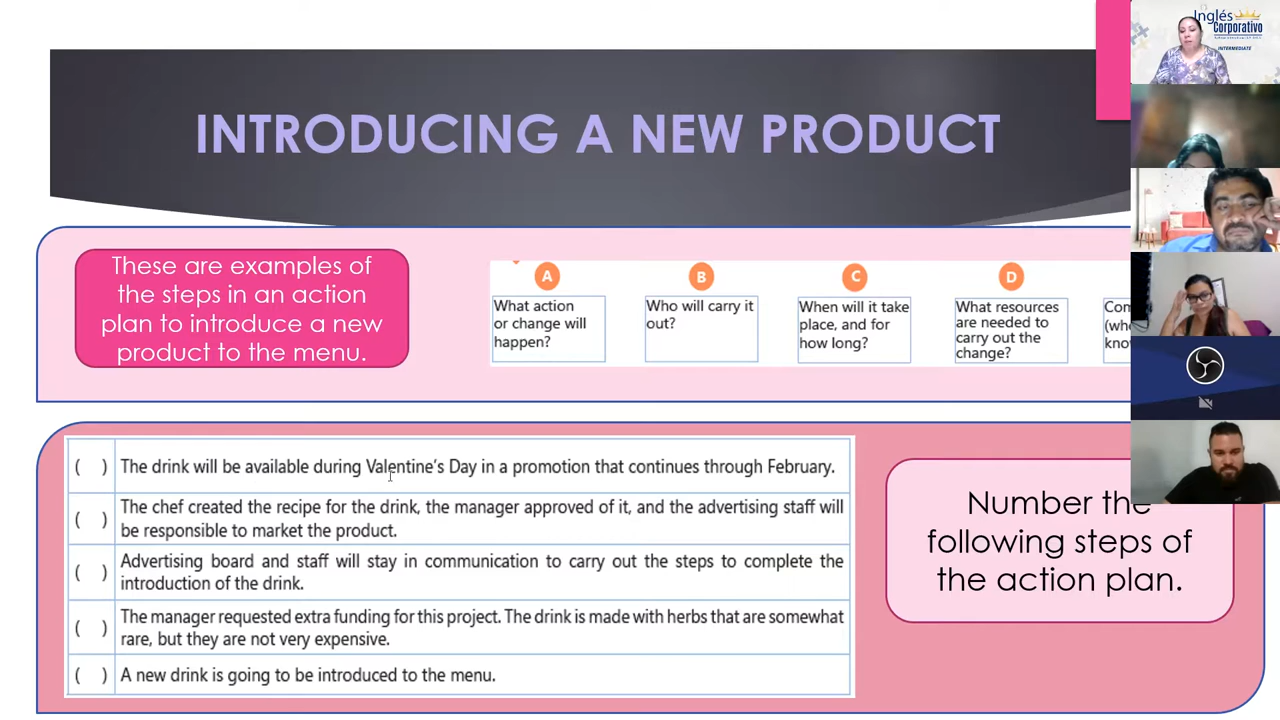 INTRODUCING A NEW PRODUCT
Inglés
Corporativo
INTERMEDIATE
These are examples of
the steps in an action
plan to introduce a new
product to the menu.
A
What action
or change will
happen?
B
Who will carry it
out?
C
When will it take
place, and for
how long?
D
What resources
are needed to
carry out the
change?
( ) The drink will be available during Valentine's Day in a promotion that continues through February.
( ) The chef created the recipe for the drink, the manager approved of it, and the advertising staff will
be responsible to market the product.
( ) Advertising board and staff will stay in communication to carry out the steps to complete the
introduction of the drink.
( ) The manager requested extra funding for this project. The drink is made with herbs that are somewhat
rare, but they are not very expensive.
( ) A new drink is going to be introduced to the menu.
Number the
following steps of
the action plan.